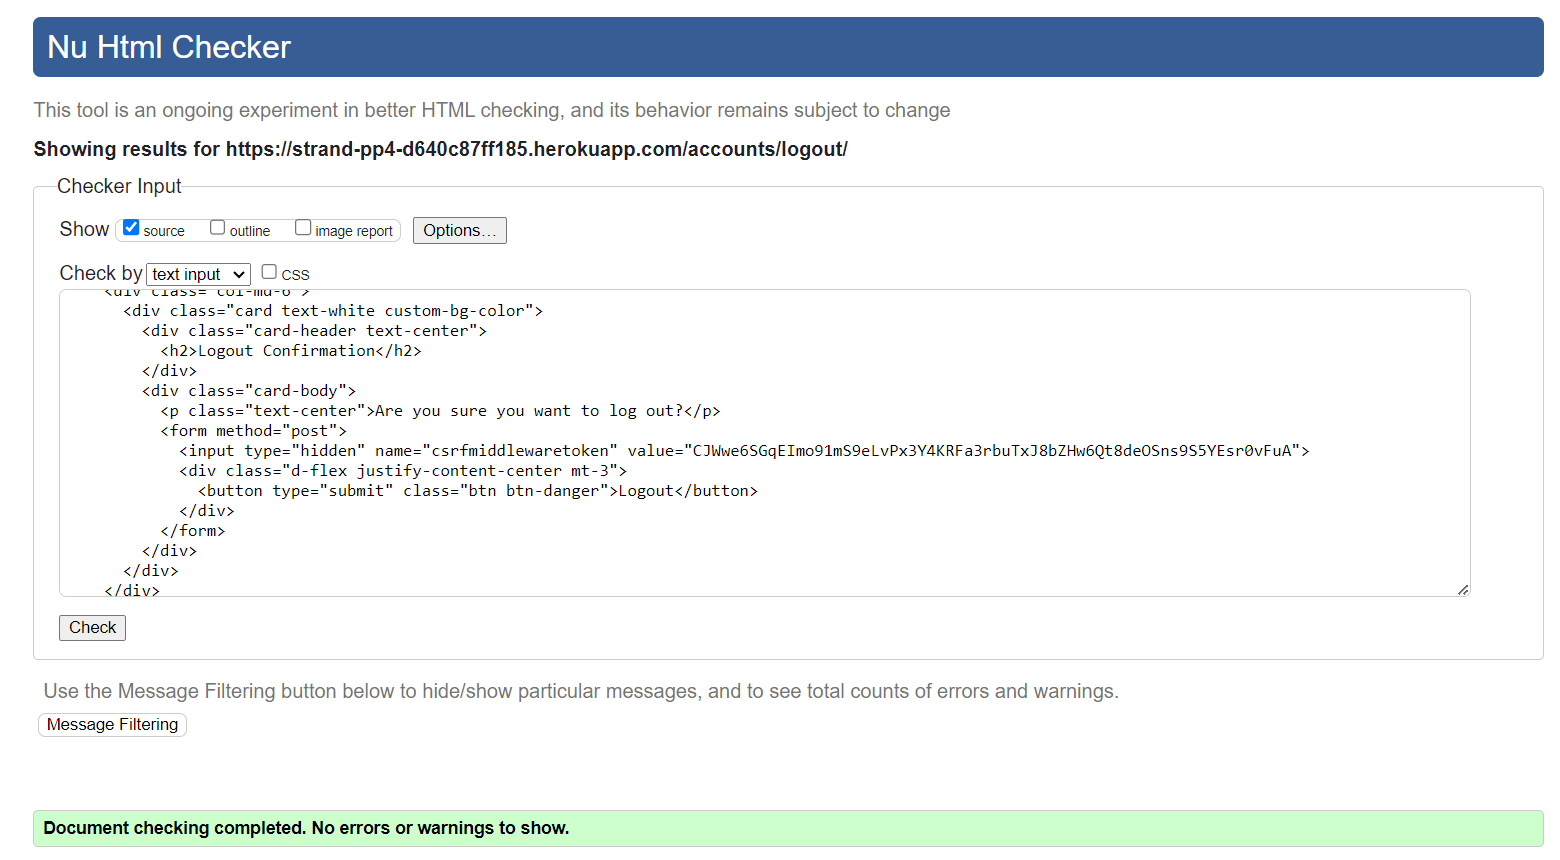 Nu Html Checker
This tool is an ongoing experiment in better HTML checking, and its behavior remains subject to change
Showing results for https://strand-pp4-d640c87ff185.herokuapp.com/accounts/logout/
Checker Input
Show source outline image report Options...
Check by text input CSS
<div class="col-md-6">
<div class="card text-white custom-bg-color">
<div class="card-header text-center">
<h2>Logout Confirmation</h2>
</div>
<div class="card-body">
<p class="text-center">Are you sure you want to log out?</p>
<form method="post">
<input type="hidden" name="csrfmiddlewaretoken" value="CJWwe6SGqEImo91mS9eLvPx3Y4KRFa3rbuTxJ8bZHw6Qt8deOSns9S5YEsr0vFuA">
<div class="d-flex justify-content-center mt-3">
<button type="submit" class="btn btn-danger">Logout</button>
</div>
</form>
</div>
</div>
</div>
Check
Use the Message Filtering button below to hide/show particular messages, and to see total counts of errors and warnings.
Message Filtering
Document checking completed. No errors or warnings to show.